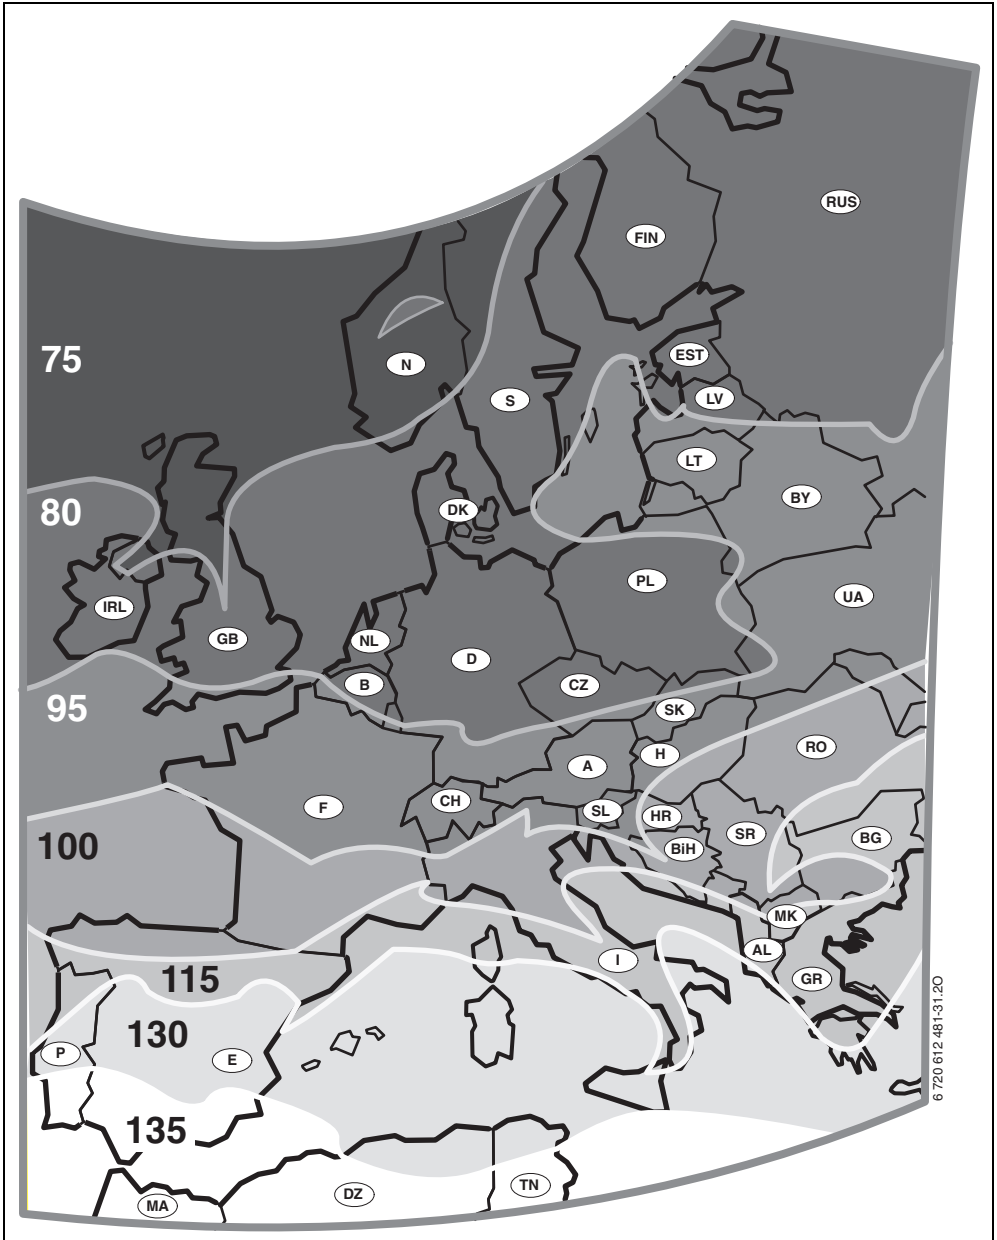 RUS
FIN
75
N
EST
S
LV
LT
80
DK
BY
PL
IRL
UA
GB
NL
D
B
CZ
95
SK
RO
H
A
F
CH
SL
HR
100
SR
BiH
BG
MK
AL
I
115
GR
130
P
E
135
MA
DZ
TN
6 720 612 481-31.2O